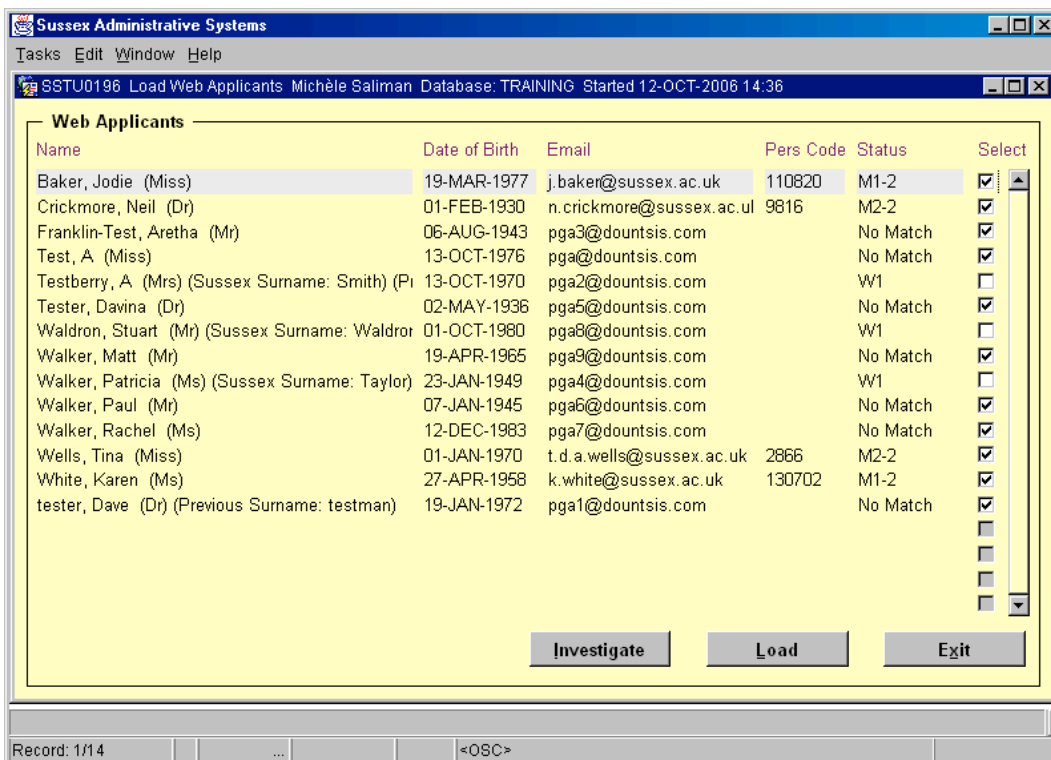 Sussex Administrative Systems
Tasks Edit Window Help
SSTU0196 Load Web Applicants Michèle Saliman Database: TRAINING Started 12-OCT-2006 14:36
Web Applicants
Name Date of Birth Email Pers Code Status Select
Baker, Jodie (Miss) 19-MAR-1977 j.baker@sussex.ac.uk 110820 M1-2
Crickmore, Neil (Dr) 01-FEB-1930 n.crickmore@sussex.ac.ul 9816 M2-2
Franklin-Test, Aretha (Mr) 06-AUG-1943 pga3@dountsis.com No Match
Test, A (Miss) 13-OCT-1976 pga@dountsis.com No Match
Testberry, A (Mrs) (Sussex Surname: Smith) (Pr 13-OCT-1970 pga2@dountsis.com W1
Tester, Davina (Dr) 02-MAY-1936 pga5@dountsis.com No Match
Waldron, Stuart (Mr) (Sussex Surname: Waldror 01-OCT-1980 pga8@dountsis.com W1
Walker, Matt (Mr) 19-APR-1965 pga9@dountsis.com No Match
Walker, Patricia (Ms) (Sussex Surname: Taylor) 23-JAN-1949 pga4@dountsis.com W1
Walker, Paul (Mr) 07-JAN-1945 pga6@dountsis.com No Match
Walker, Rachel (Ms) 12-DEC-1983 pga7@dountsis.com No Match
Wells, Tina (Miss) 01-JAN-1970 t.d.a.wells@sussex.ac.uk 2866 M2-2
White, Karen (Ms) 27-APR-1958 k.white@sussex.ac.uk 130702 M1-2
tester, Dave (Dr) (Previous Surname: testman) 19-JAN-1972 pga1@dountsis.com No Match
Investigate Load Exit
Record: 1/14 ... <OSC>